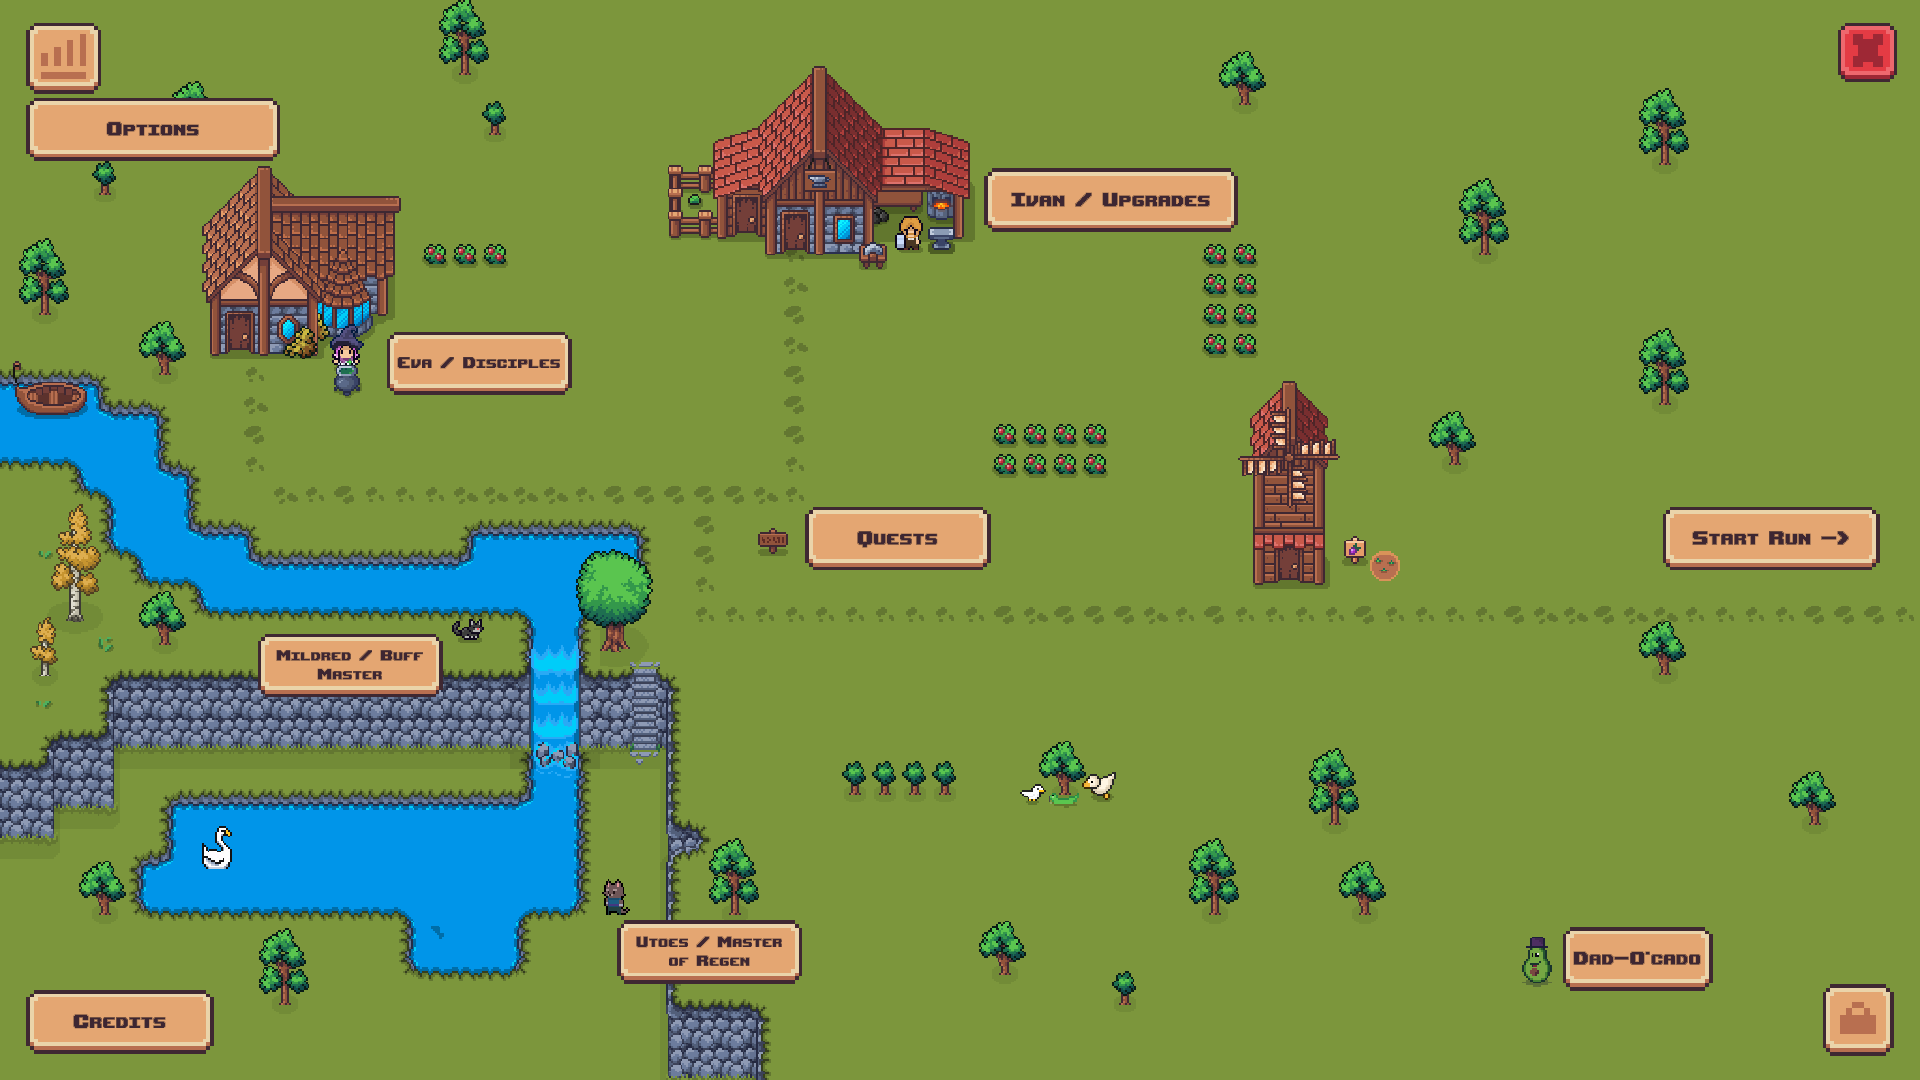 Options
Ivan / Upgrades
Eva / Disciples
Quests
Start Run ->
Mildred / Buff
Master
Utoes / Master
of Regen
Dad-O'cado
Credits